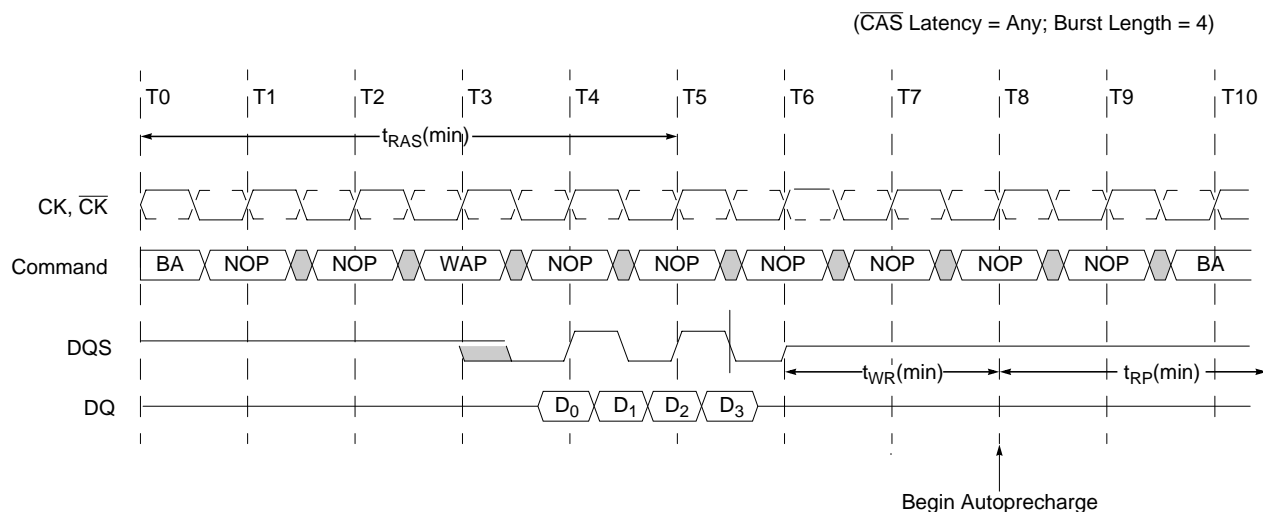 (CAS Latency = Any; Burst Length = 4)
T0 T1 T2 T3 T4 T5 T6 T7 T8 T9 T10
tRAS(min)
CK, CK
Command BA NOP NOP WAP NOP NOP NOP NOP NOP NOP BA
DQS
tWR(min) tRP(min)
DQ D0 D1 D2 D3
Begin Autoprecharge